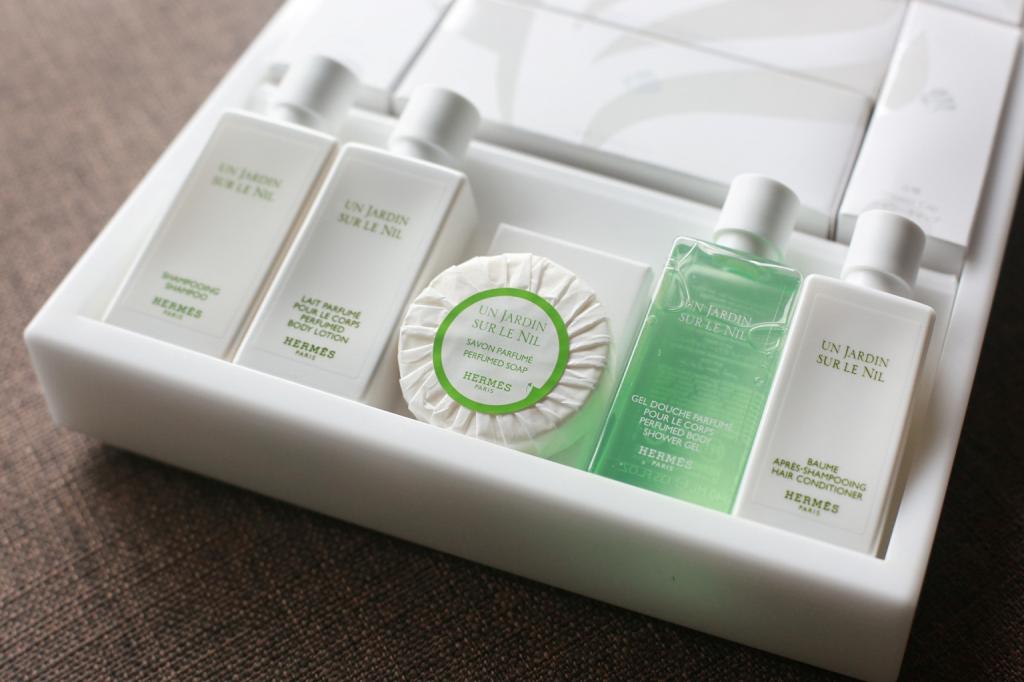 UN JARDIN
SUR LE NIL
SHAMPOOING
SHAMPOO
HERMÈS
PARIS
UN JARDIN
SUR LE NIL
LAIT PARFUMÉ
POUR LE CORPS
PERFUMED
BODY LOTION
HERMÈS
PARIS
UN JARDIN
SUR LE NIL
SAVON PARFUMÉ
PERFUMED SOAP
HERMÈS
PARIS
UN JARDIN
SUR LE NIL
GEL DOUCHE PARFUMÉ
POUR LE CORPS
PERFUMED BODY
SHOWER GEL
HERMÈS
PARIS
UN JARDIN
SUR LE NIL
BAUME
APRÈS-SHAMPOOING
HAIR CONDITIONER
HERMÈS
PARIS